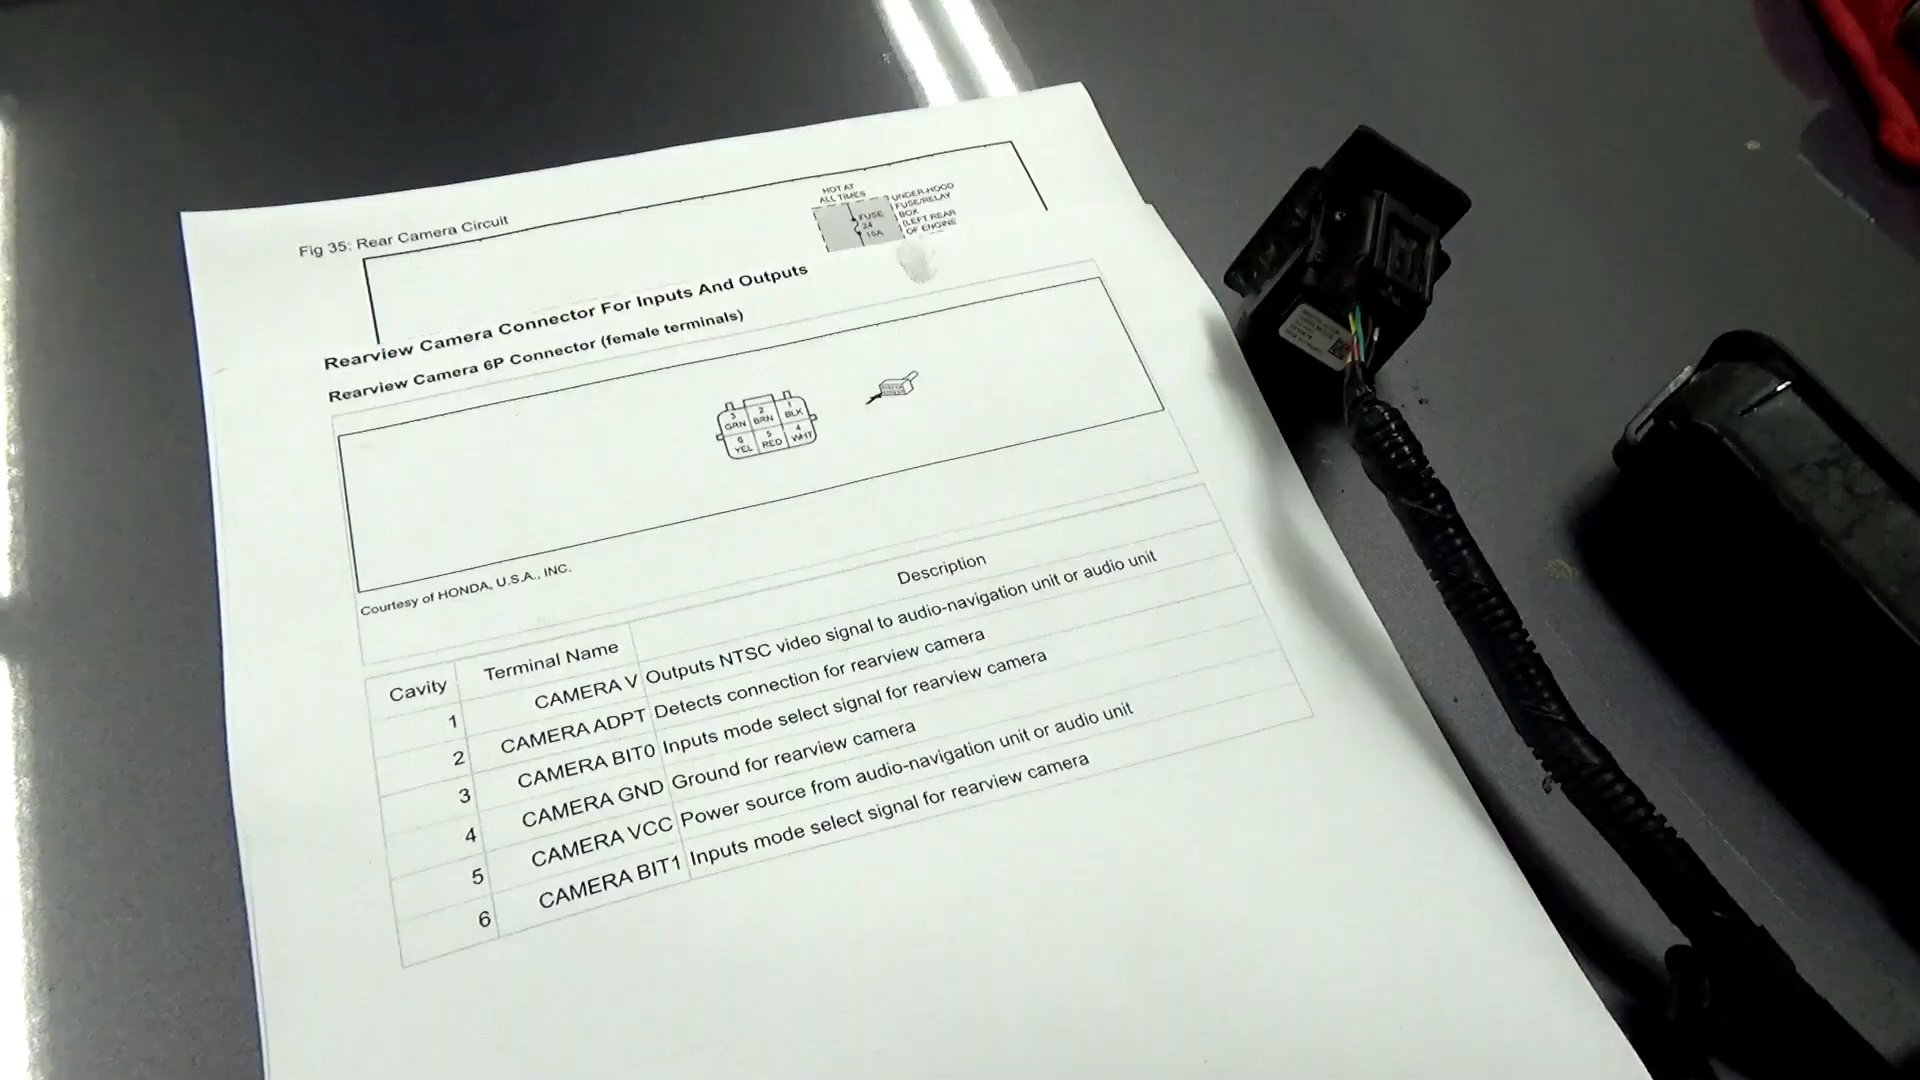 Fig 35: Rear Camera Circuit
HOT AT
ALL TIMES
FUSE
24
15A
UNDER-HOOD
FUSE/RELAY
BOX
(LEFT REAR
OF ENGINE
Rearview Camera Connector For Inputs And Outputs
Rearview Camera 6P Connector (female terminals)
3 2 1
GRN BRN BLK
6 5 4
YEL RED WHT
Courtesy of HONDA, U.S.A., INC.
Cavity Terminal Name Description
1 CAMERA V Outputs NTSC video signal to audio-navigation unit or audio unit
2 CAMERA ADPT Detects connection for rearview camera
3 CAMERA BIT0 Inputs mode select signal for rearview camera
4 CAMERA GND Ground for rearview camera
5 CAMERA VCC Power source from audio-navigation unit or audio unit
6 CAMERA BIT1 Inputs mode select signal for rearview camera